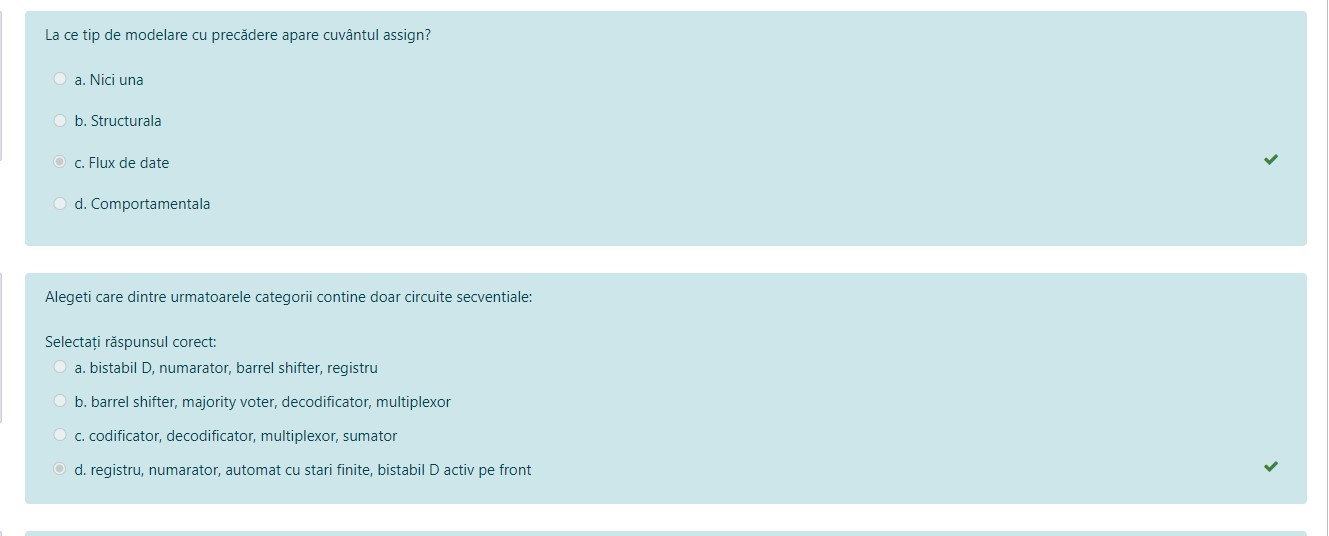 La ce tip de modelare cu precădere apare cuvântul assign?
a. Nici una
b. Structurala
c. Flux de date
d. Comportamentala
Alegeti care dintre urmatoarele categorii contine doar circuite secventiale:
Selectați răspunsul corect:
a. bistabil D, numarator, barrel shifter, registru
b. barrel shifter, majority voter, decodificator, multiplexor
c. codificator, decodificator, multiplexor, sumator
d. registru, numarator, automat cu stari finite, bistabil D activ pe front